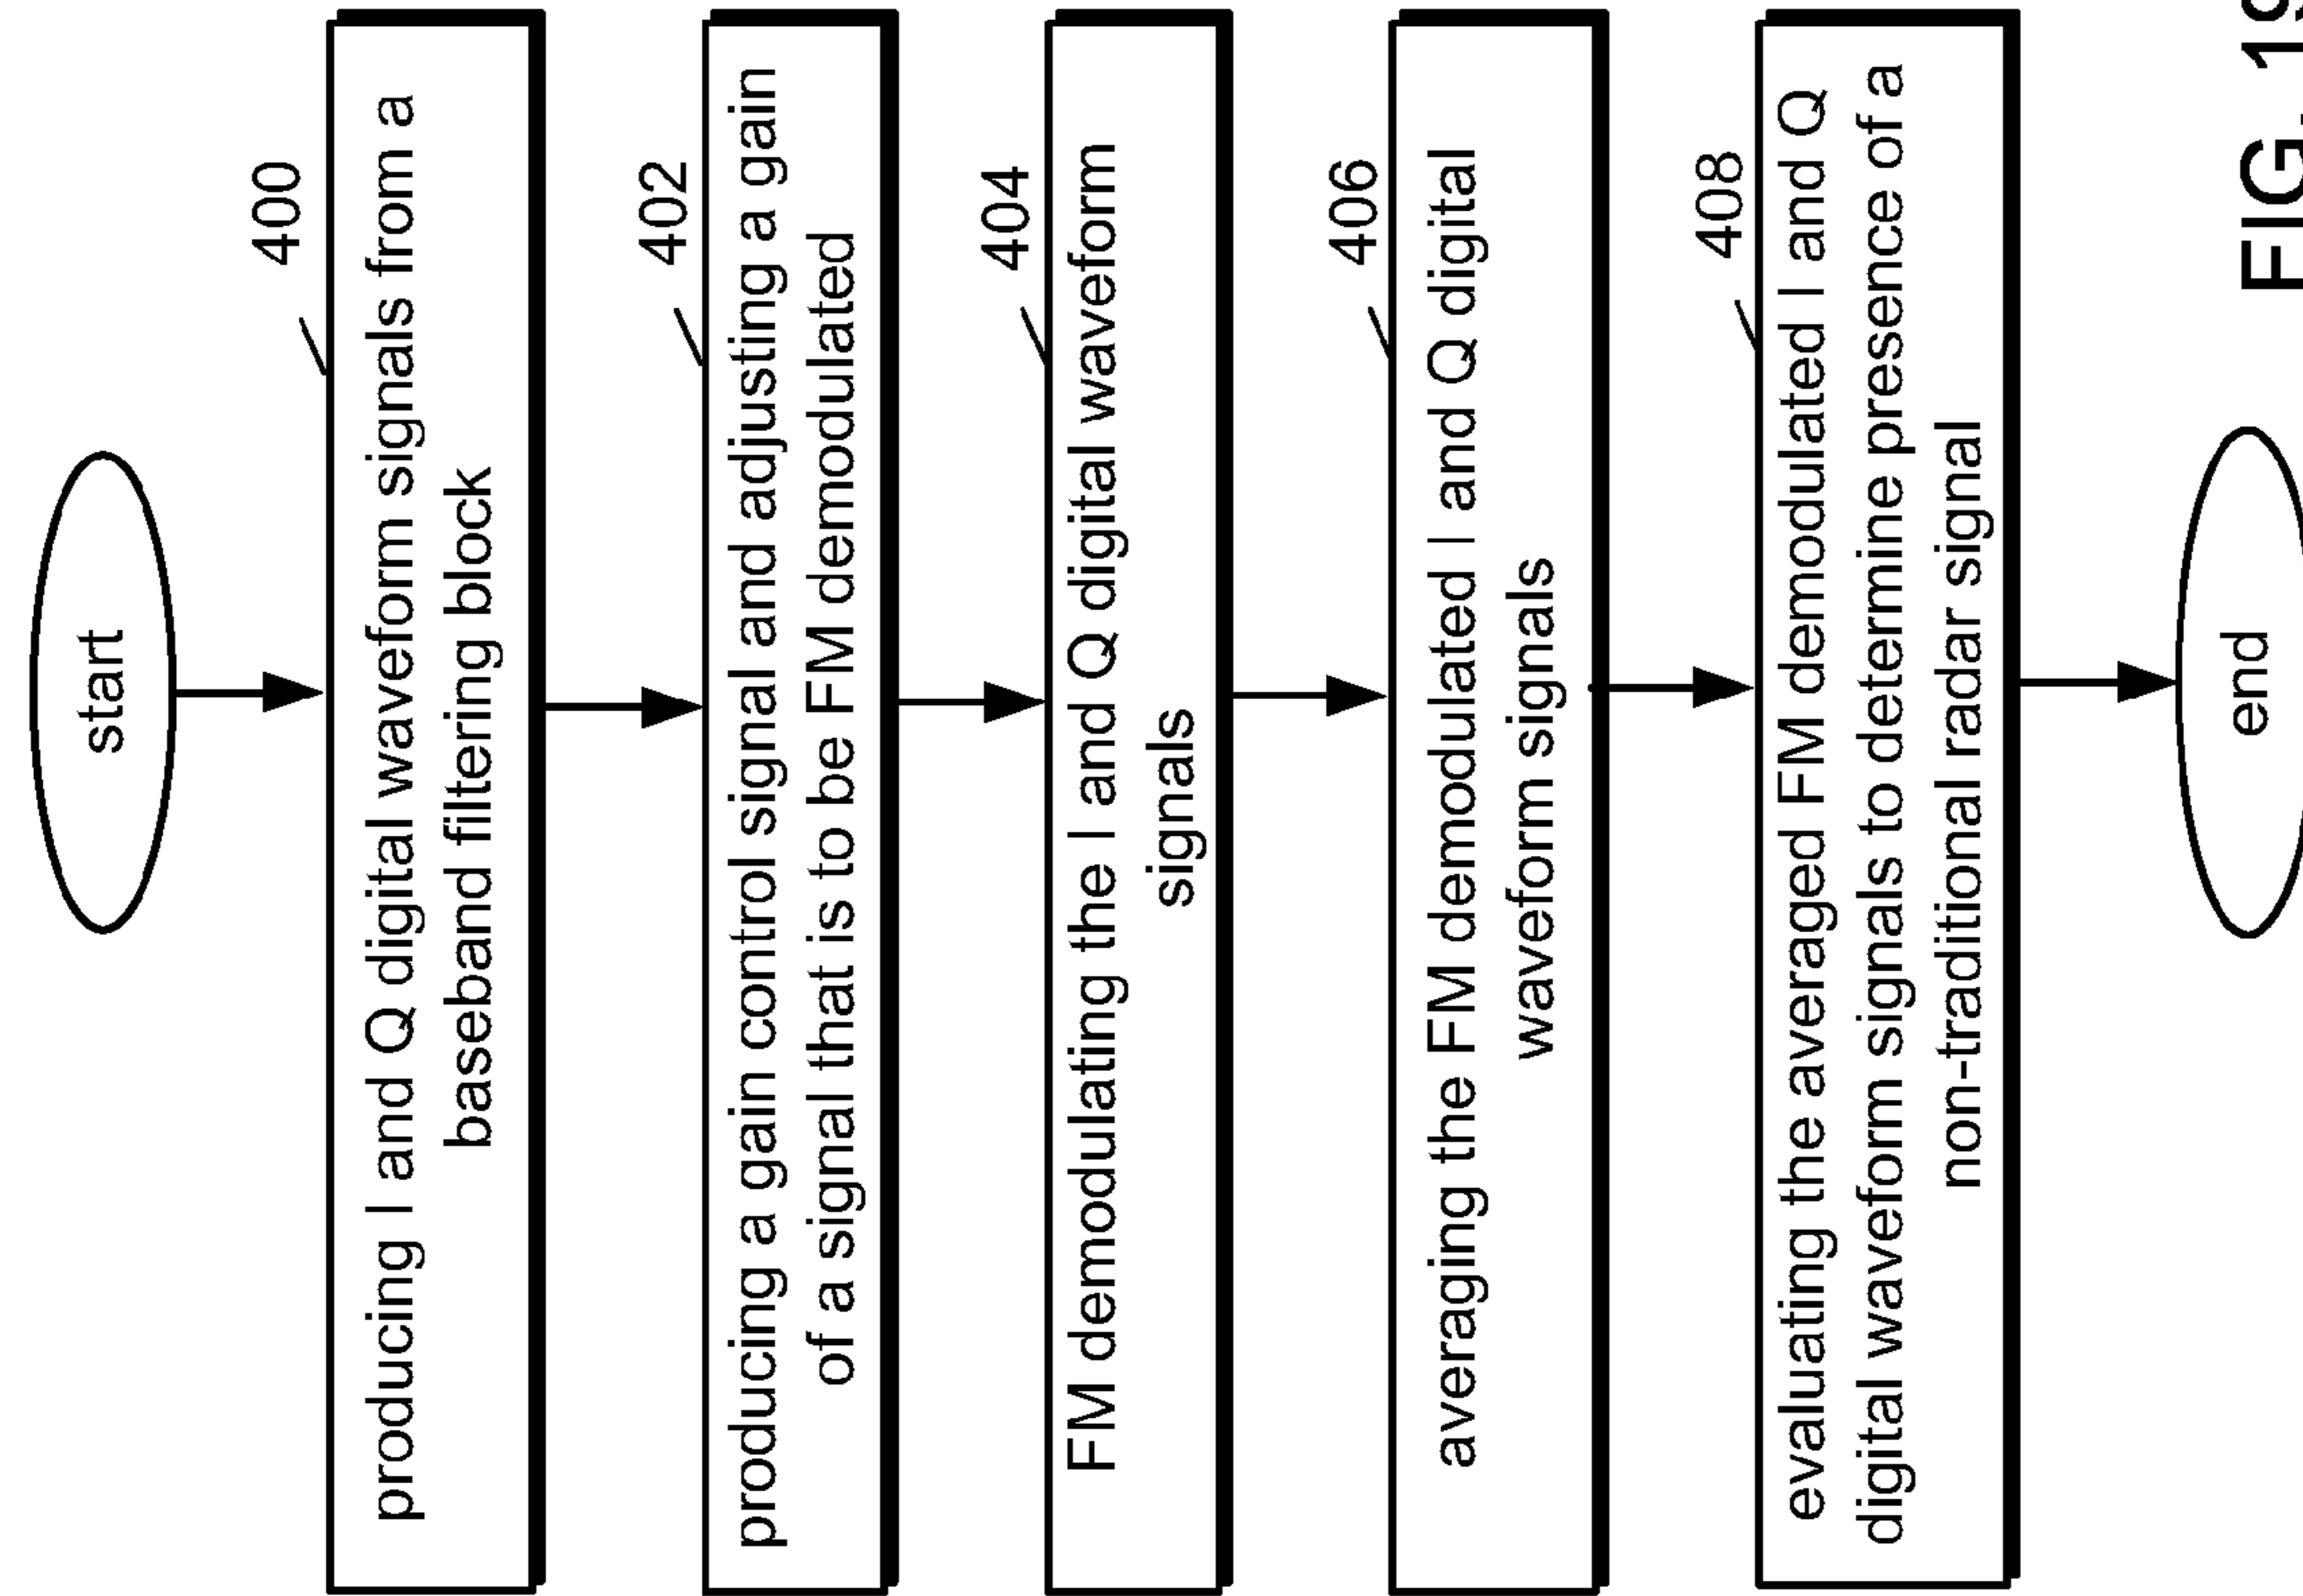 start
400
producing I and Q digital waveform signals from a
baseband filtering block
402
producing a gain control signal and adjusting a gain
of a signal that is to be FM demodulated
404
FM demodulating the I and Q digital waveform
signals
406
averaging the FM demodulated I and Q digital
waveform signals
408
evaluating the averaged FM demodulated I and Q
digital waveform signals to determine presence of a
non-traditional radar signal
end
FIG. 19